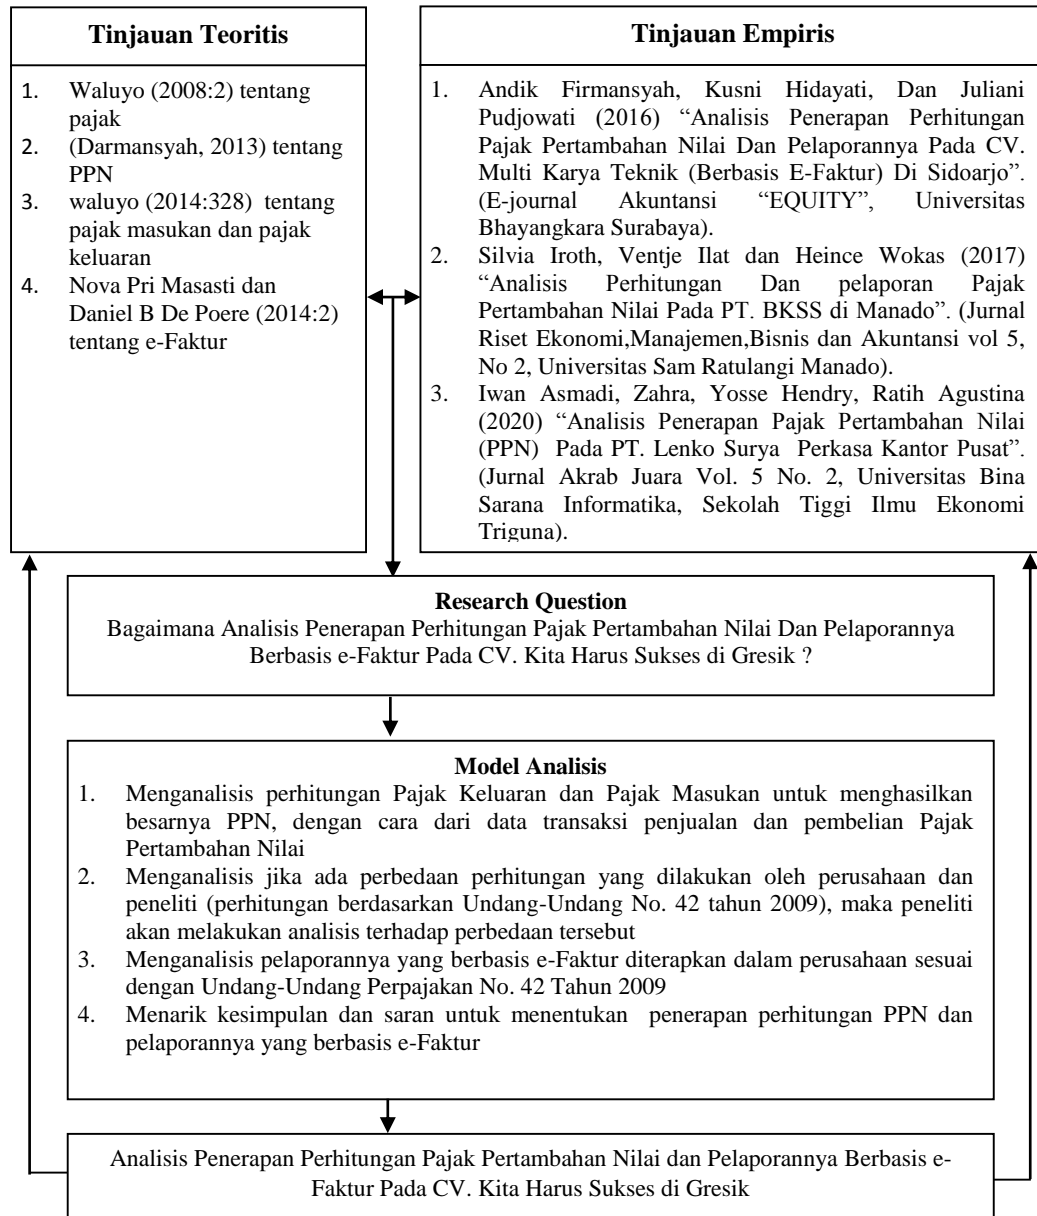 Tinjauan Teoritis
1. Waluyo (2008:2) tentang
pajak
2. (Darmansyah, 2013) tentang
PPN
3. waluyo (2014:328) tentang
pajak masukan dan pajak
keluaran
4. Nova Pri Masasti dan
Daniel B De Poere (2014:2)
tentang e-Faktur
Tinjauan Empiris
1. Andik Firmansyah, Kusni Hidayati, Dan Juliani
Pudjowati (2016) “Analisis Penerapan Perhitungan
Pajak Pertambahan Nilai Dan Pelaporannya Pada CV.
Multi Karya Teknik (Berbasis E-Faktur) Di Sidoarjo”.
(E-journal Akuntansi “EQUITY”, Universitas
Bhayangkara Surabaya).
2. Silvia Iroth, Ventje Ilat dan Heince Wokas (2017)
“Analisis Perhitungan Dan pelaporan Pajak
Pertambahan Nilai Pada PT. BKSS di Manado”. (Jurnal
Riset Ekonomi,Manajemen,Bisnis dan Akuntansi vol 5,
No 2, Universitas Sam Ratulangi Manado).
3. Iwan Asmadi, Zahra, Yosse Hendry, Ratih Agustina
(2020) “Analisis Penerapan Pajak Pertambahan Nilai
(PPN) Pada PT. Lenko Surya Perkasa Kantor Pusat”.
(Jurnal Akrab Juara Vol. 5 No. 2, Universitas Bina
Sarana Informatika, Sekolah Tiggi Ilmu Ekonomi
Triguna).
Research Question
Bagaimana Analisis Penerapan Perhitungan Pajak Pertambahan Nilai Dan Pelaporannya
Berbasis e-Faktur Pada CV. Kita Harus Sukses di Gresik ?
Model Analisis
1. Menganalisis perhitungan Pajak Keluaran dan Pajak Masukan untuk menghasilkan
besarnya PPN, dengan cara dari data transaksi penjualan dan pembelian Pajak
Pertambahan Nilai
2. Menganalisis jika ada perbedaan perhitungan yang dilakukan oleh perusahaan dan
peneliti (perhitungan berdasarkan Undang-Undang No. 42 tahun 2009), maka peneliti
akan melakukan analisis terhadap perbedaan tersebut
3. Menganalisis pelaporannya yang berbasis e-Faktur diterapkan dalam perusahaan sesuai
dengan Undang-Undang Perpajakan No. 42 Tahun 2009
4. Menarik kesimpulan dan saran untuk menentukan penerapan perhitungan PPN dan
pelaporannya yang berbasis e-Faktur
Analisis Penerapan Perhitungan Pajak Pertambahan Nilai dan Pelaporannya Berbasis e-
Faktur Pada CV. Kita Harus Sukses di Gresik